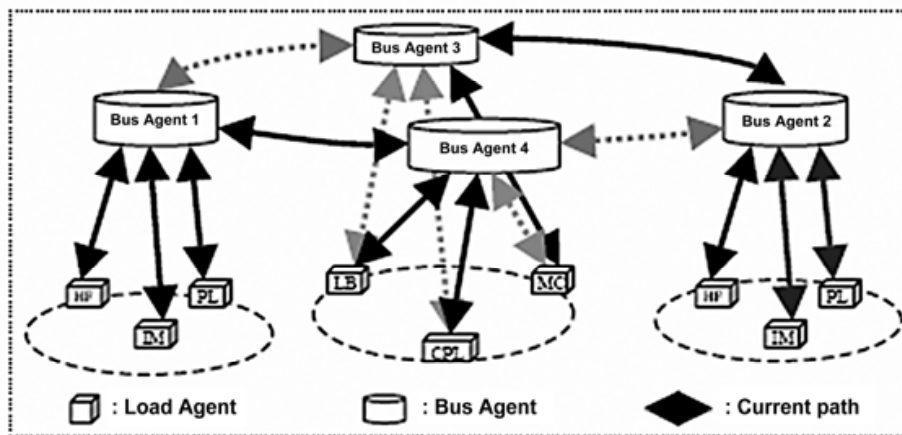 Bus Agent 3
Bus Agent 1
Bus Agent 4
Bus Agent 2
HF
PL
LB
MC
HF
PL
IM
CPL
IM
: Load Agent
: Bus Agent
: Current path